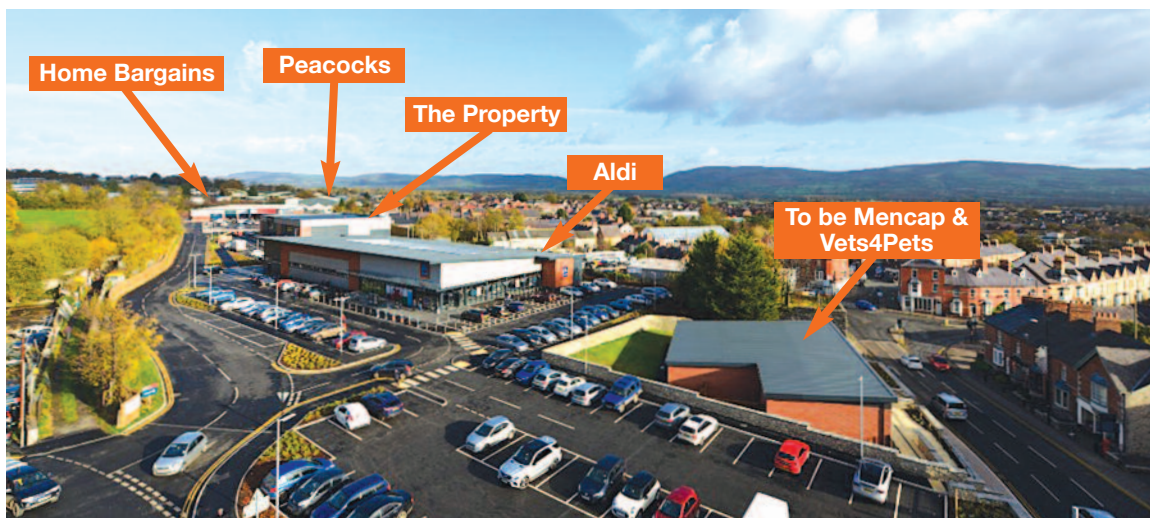 Home Bargains
Peacocks
The Property
Aldi
To be Mencap &
Vets4Pets